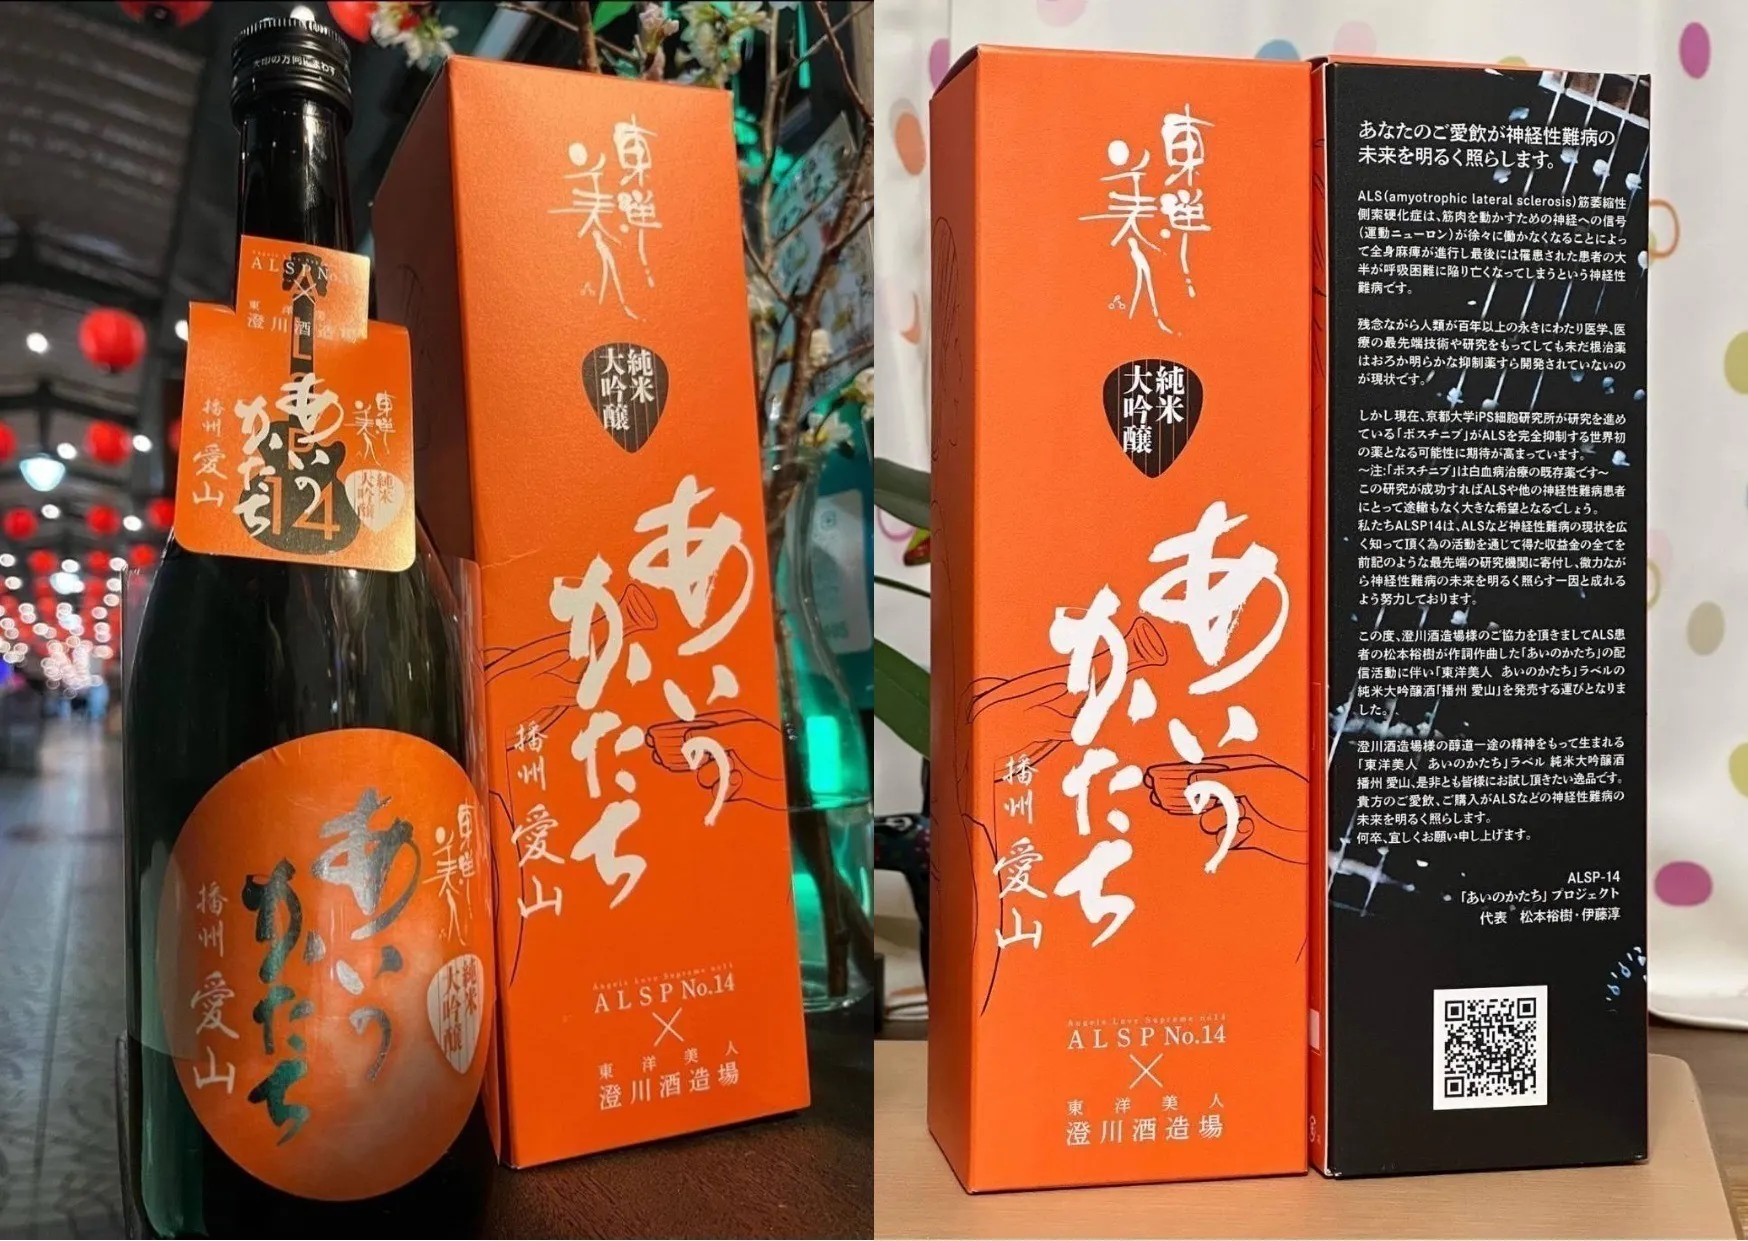 矢印の方向にまわす
ALSP No.14
×
東洋美人
澄川酒造場
東洋美人
純米
大吟醸
あいの
かたち
播州 愛山
14
東洋美人
純米
大吟醸
あいの
かたち
播州 愛山
東洋美人
純米
大吟醸
あいの
かたち
播州 愛山
Angels Love Supreme no14
ALSP No.14
×
東洋美人
澄川酒造場
東洋美人
純米
大吟醸
あいの
かたち
播州 愛山
Angels Love Supreme no14
ALSP No.14
×
東洋美人
澄川酒造場
あなたのご愛飲が神経性難病の
未来を明るく照らします。
ALS(amyotrophic lateral sclerosis)筋萎縮性
側索硬化症は、筋肉を動かすための神経への信号
(運動ニューロン)が徐々に働かなくなることによっ
て全身麻痺が進行し最後には罹患された患者の大
半が呼吸困難に陥り亡くなってしまうという神経性
難病です。
残念ながら人類が百年以上の永きにわたり医学、医
療の最先端技術や研究をもってしても未だ根治薬
はおろか明らかな抑制薬すら開発されていないの
が現状です。
しかし現在、京都大学iPS細胞研究所が研究を進め
ている「ボスチニブ」がALSを完全抑制する世界初
の薬となる可能性に期待が高まっています。
～注:「ボスチニブ」は白血病治療の既存薬です～
この研究が成功すればALSや他の神経性難病患者
にとって途轍もなく大きな希望となるでしょう。
私たちALSP14は、ALSなど神経性難病の現状を広
く知って頂く為の活動を通じて得た収益金の全てを
前記のような最先端の研究機関に寄付し、微力なが
ら神経性難病の未来を明るく照らす一因と成れる
よう努力しております。
この度、澄川酒造場様のご協力を頂きましてALS患
者の松本裕樹が作詞作曲した「あいのかたち」の配
信活動に伴い「東洋美人 あいのかたち」ラベルの
純米大吟醸酒「播州 愛山」を発売する運びとなりま
した。
澄川酒造場様の醇道一途の精神をもって生まれる
「東洋美人 あいのかたち」ラベル 純米大吟醸酒
播州 愛山、是非とも皆様にお試し頂きたい逸品です。
貴方のご愛飲、ご購入がALSなどの神経性難病の
未来を明るく照らします。
何卒、宜しくお願い申し上げます。
ALSP-14
「あいのかたち」プロジェクト
代表 松本裕樹・伊藤淳